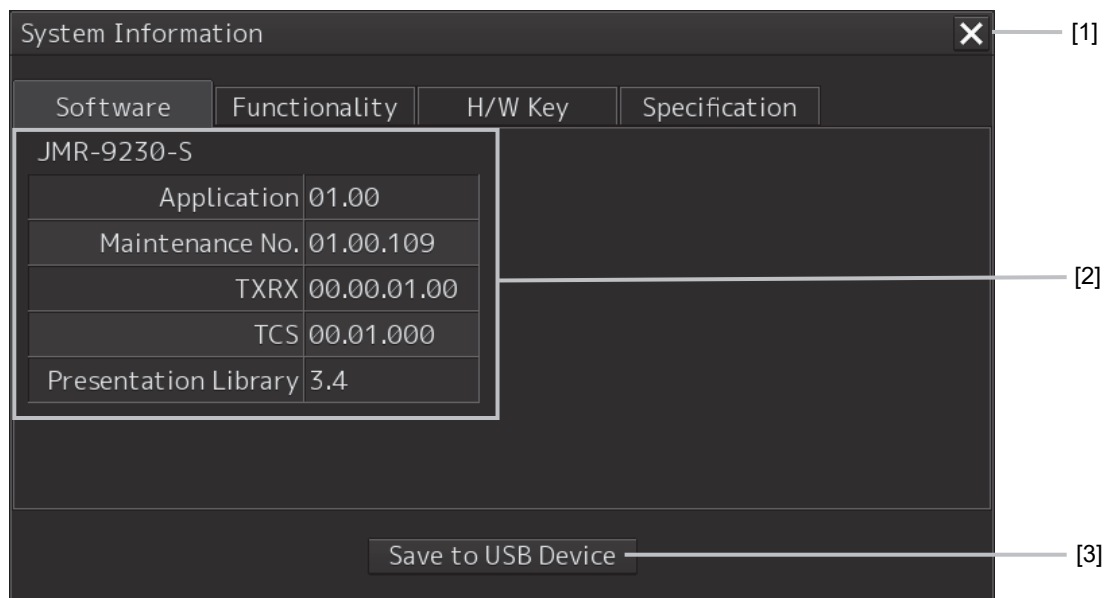 System Information
[1]
Software Functionality H/W Key Specification
JMR-9230-S
Application 01.00
Maintenance No. 01.00.109
TXRX 00.00.01.00
[2]
TCS 00.01.000
Presentation Library 3.4
Save to USB Device
[3]